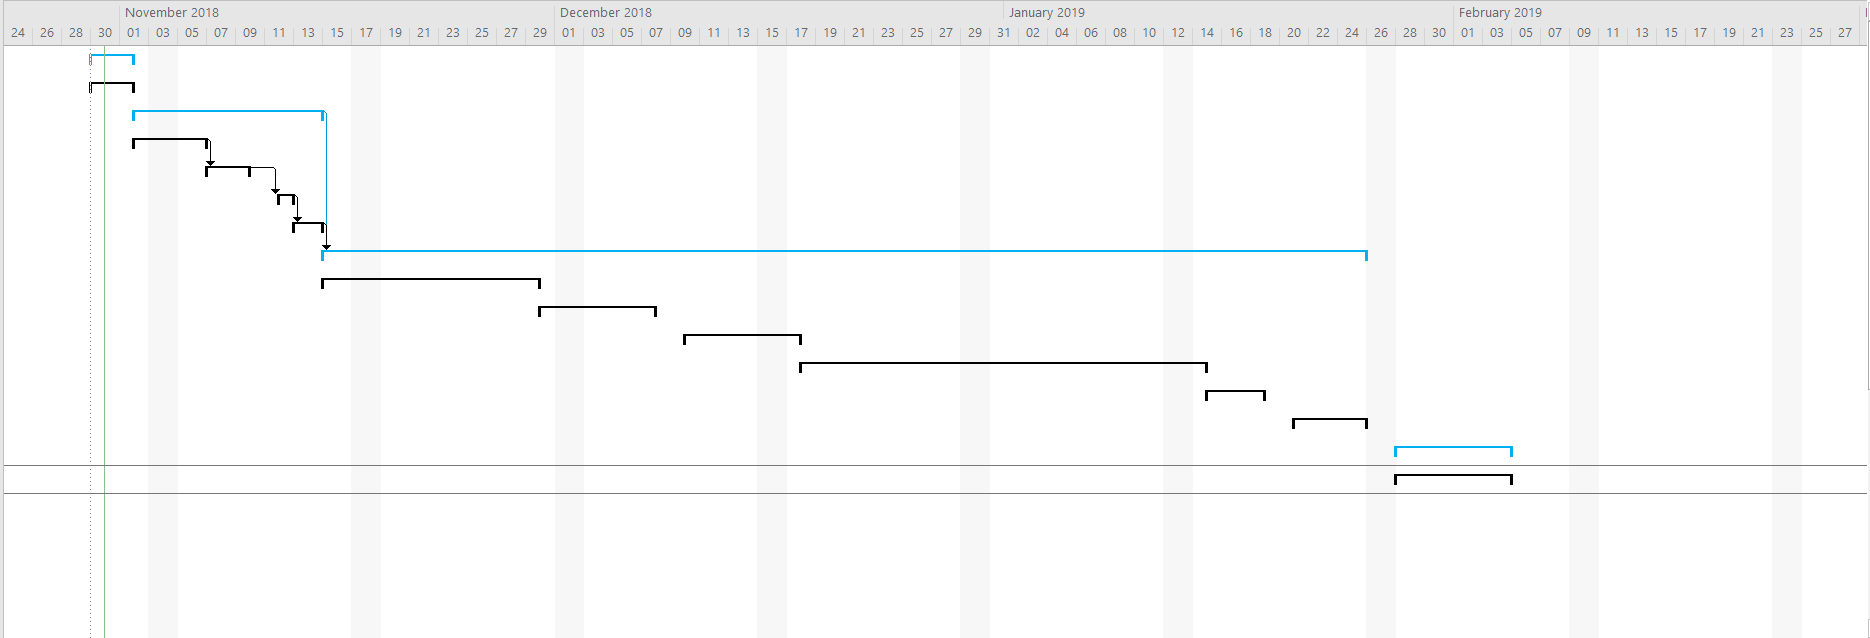 November 2018 December 2018 January 2019 February 2019
24 26 28 30 01 03 05 07 09 11 13 15 17 19 21 23 25 27 29 01 03 05 07 09 11 13 15 17 19 21 23 25 27 29 31 02 04 06 08 10 12 14 16 18 20 22 24 26 28 30 01 03 05 07 09 11 13 15 17 19 21 23 25 27